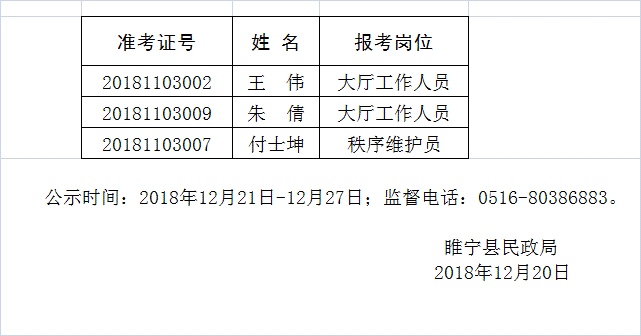 准考证号 姓 名 报考岗位
20181103002 王 伟 大厅工作人员
20181103009 朱 倩 大厅工作人员
20181103007 付士坤 秩序维护员
公示时间：2018年12月21日-12月27日；监督电话：0516-80386883。
睢宁县民政局
2018年12月20日